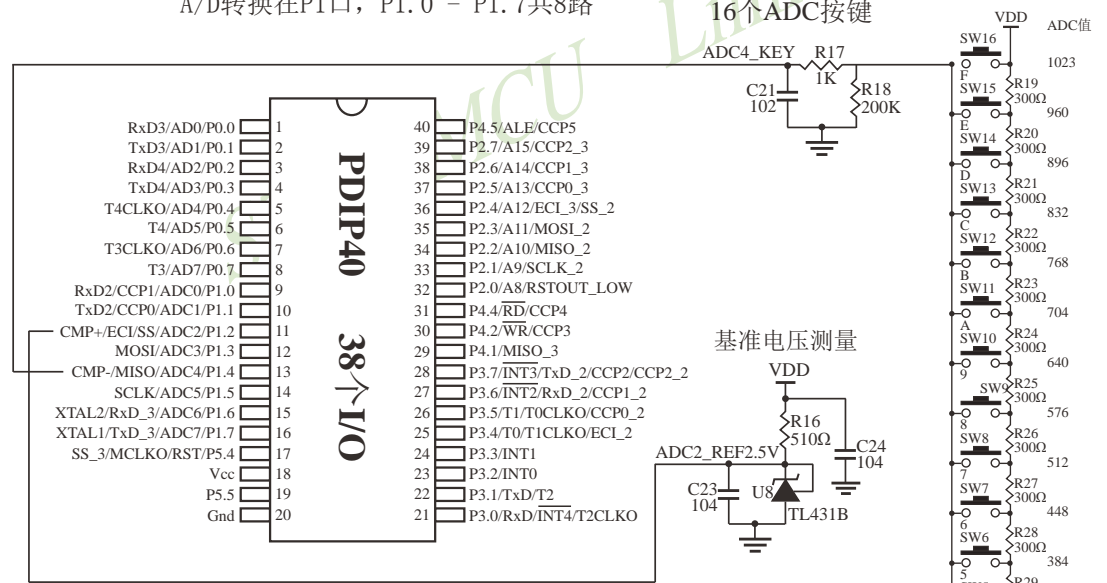 A/D转换在P1口，P1.0 - P1.7共8路
16个ADC按键
VDD
ADC值
ADC4_KEY
R17
1K
C21
102
R18
200K
MCU
SW16
1023
F
R19
300Ω
SW15
960
E
R20
300Ω
SW14
896
D
R21
300Ω
SW13
832
C
R22
300Ω
SW12
768
B
R23
300Ω
SW11
704
A
R24
300Ω
SW10
640
9
R25
300Ω
SW9
576
8
R26
300Ω
SW8
512
7
R27
300Ω
SW7
448
6
R28
300Ω
SW6
384
5
R29
PDIP40 38个I/O
RxD3/AD0/P0.0 1
TxD3/AD1/P0.1 2
RxD4/AD2/P0.2 3
TxD4/AD3/P0.3 4
T4CLKO/AD4/P0.4 5
T4/AD5/P0.5 6
T3CLKO/AD6/P0.6 7
T3/AD7/P0.7 8
RxD2/CCP1/ADC0/P1.0 9
TxD2/CCP0/ADC1/P1.1 10
CMP+/ECI/SS/ADC2/P1.2 11
MOSI/ADC3/P1.3 12
CMP-/MISO/ADC4/P1.4 13
SCLK/ADC5/P1.5 14
XTAL2/RxD_3/ADC6/P1.6 15
XTAL1/TxD_3/ADC7/P1.7 16
SS_3/MCLKO/RST/P5.4 17
Vcc 18
P5.5 19
Gnd 20
40 P4.5/ALE/CCP5
39 P2.7/A15/CCP2_3
38 P2.6/A14/CCP1_3
37 P2.5/A13/CCP0_3
36 P2.4/A12/ECI_3/SS_2
35 P2.3/A11/MOSI_2
34 P2.2/A10/MISO_2
33 P2.1/A9/SCLK_2
32 P2.0/A8/RSTOUT_LOW
31 P4.4/RD/CCP4
30 P4.2/WR/CCP3
29 P4.1/MISO_3
28 P3.7/INT3/TxD_2/CCP2/CCP2_2
27 P3.6/INT2/RxD_2/CCP1_2
26 P3.5/T1/T0CLKO/CCP0_2
25 P3.4/T0/T1CLKO/ECI_2
24 P3.3/INT1
23 P3.2/INT0
22 P3.1/TxD/T2
21 P3.0/RxD/INT4/T2CLKO
基准电压测量
VDD
R16
510Ω
C24
104
ADC2_REF2.5V
C23
104
U8
TL431B